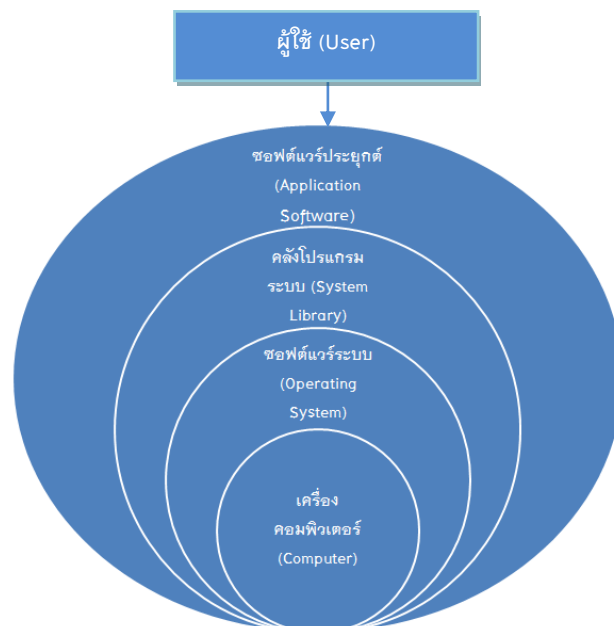 ผู้ใช้ (User)
ซอฟต์แวร์ประยุกต์
(Application
Software)
คลังโปรแกรม
ระบบ (System
Library)
ซอฟต์แวร์ระบบ
(Operating
System)
เครื่อง
คอมพิวเตอร์
(Computer)